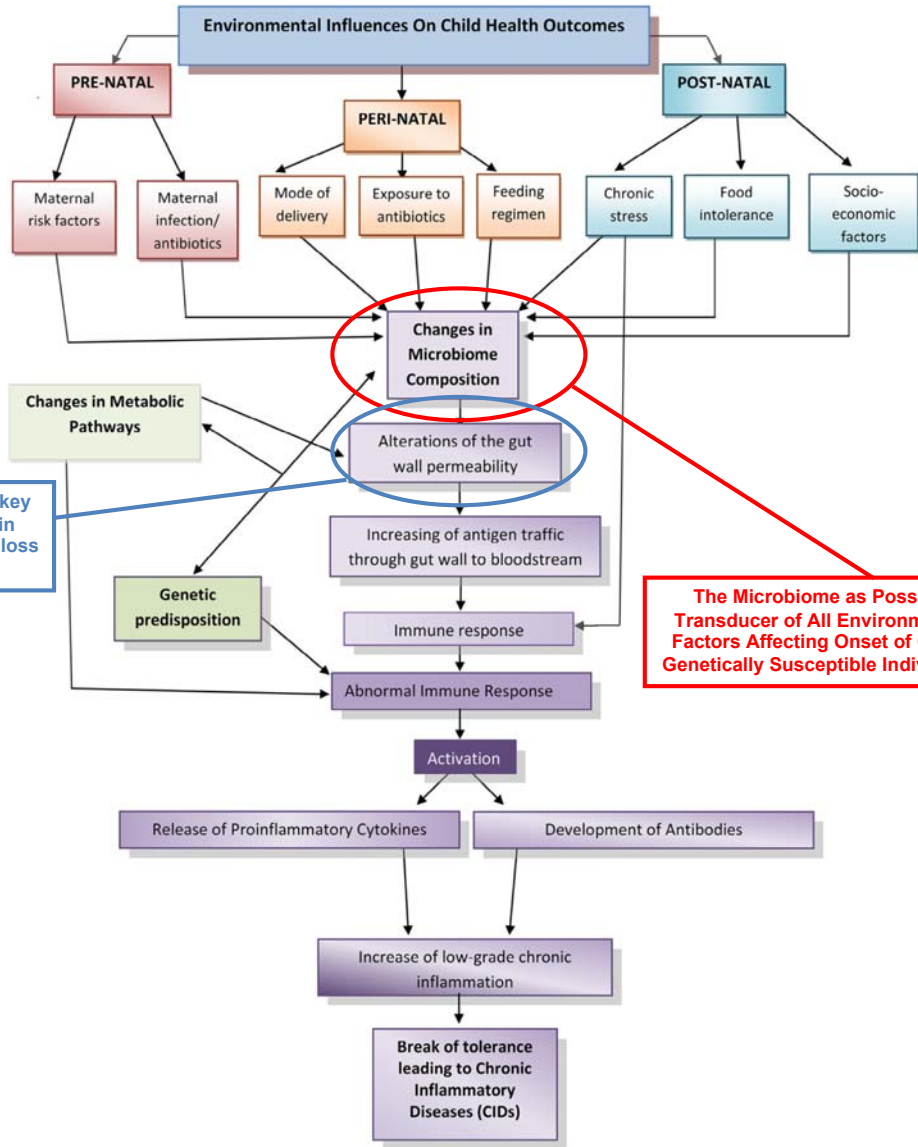 Environmental Influences On Child Health Outcomes
PRE-NATAL
PERI-NATAL
POST-NATAL
Maternal
risk factors
Maternal
infection/
antibiotics
Mode of
delivery
Exposure to
antibiotics
Feeding
regimen
Chronic
stress
Food
intolerance
Socio-
economic
factors
Changes in
Microbiome
Composition
Changes in Metabolic
Pathways
Alterations of the gut
wall permeability
key
in
loss
Increasing of antigen traffic
through gut wall to bloodstream
Genetic
predisposition
Immune response
The Microbiome as
Transducer of All
Factors Affecting Onset of
Genetically Susceptible
Abnormal Immune Response
Activation
Release of Proinflammatory Cytokines
Development of Antibodies
Increase of low-grade chronic
inflammation
Break of tolerance
leading to Chronic
Inflammatory
Diseases (CIDs)